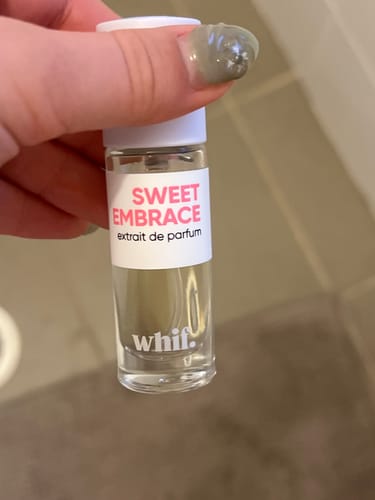 SWEET
EMBRACE
extrait de parfum
whif.